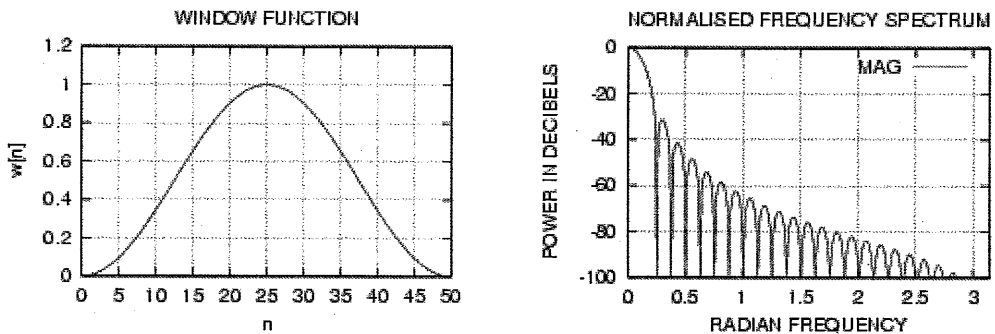 WINDOW FUNCTION
1.2
1
0.8
0.6
0.4
0.2
0
w[n]
0 5 10 15 20 25 30 35 40 45 50
n
NORMALISED FREQUENCY SPECTRUM
MAG
0
-20
-40
-60
-80
-100
POWER IN DECIBELS
0 0.5 1 1.5 2 2.5 3
RADIAN FREQUENCY